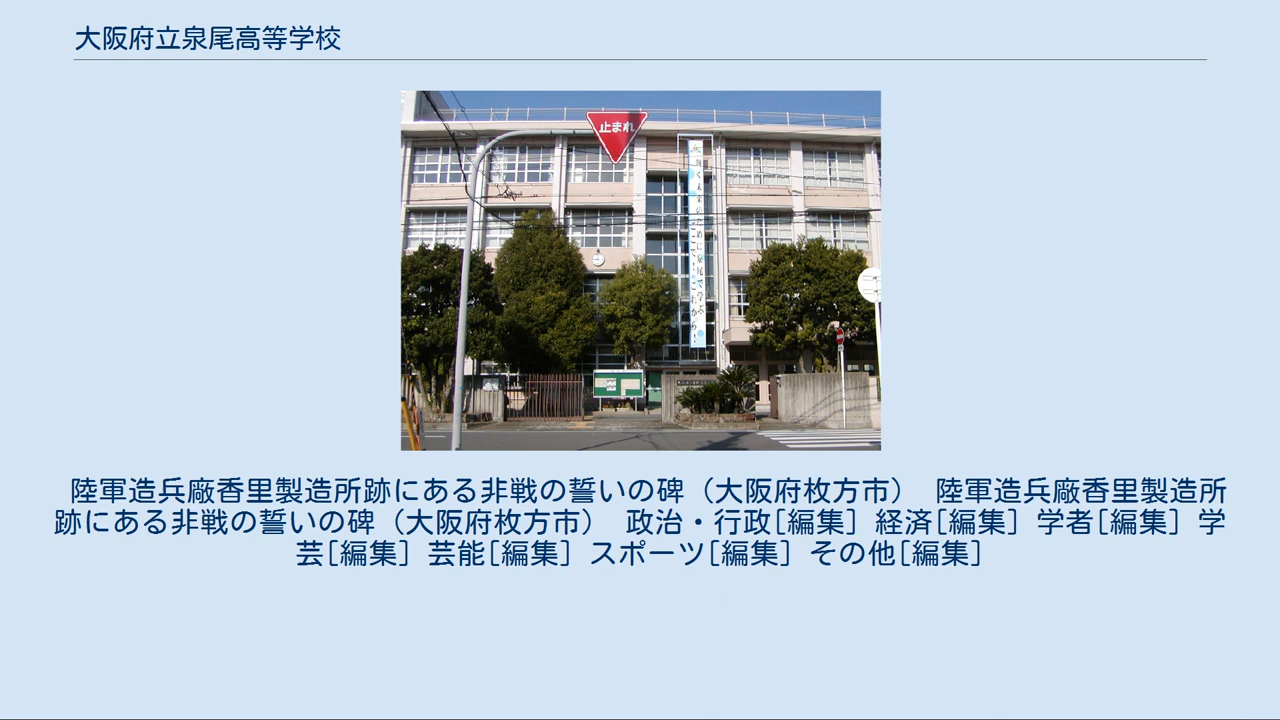 大阪府立泉尾高等学校
止まれ
陸軍造兵廠香里製造所跡にある非戦の誓いの碑（大阪府枚方市） 陸軍造兵廠香里製造所
跡にある非戦の誓いの碑（大阪府枚方市） 政治・行政[編集] 経済[編集] 学者[編集] 学
芸[編集] 芸能[編集] スポーツ[編集] その他[編集]